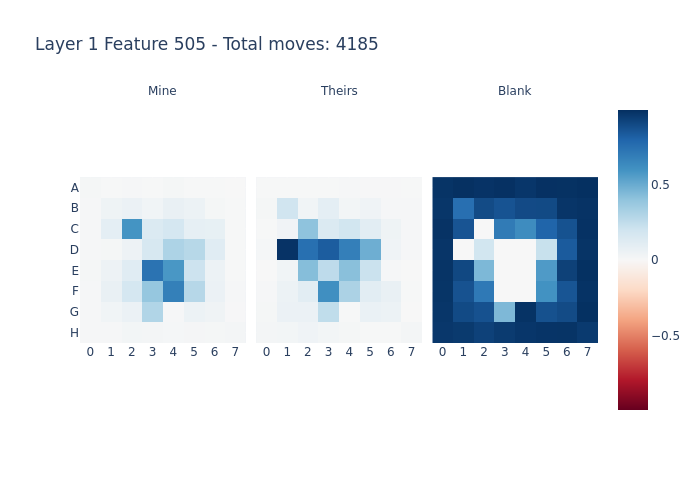 Layer 1 Feature 505 - Total moves: 4185
Mine Theirs Blank
A
B
C
D
E
F
G
H
0 1 2 3 4 5 6 7 0 1 2 3 4 5 6 7 0 1 2 3 4 5 6 7
0.5
0
−0.5